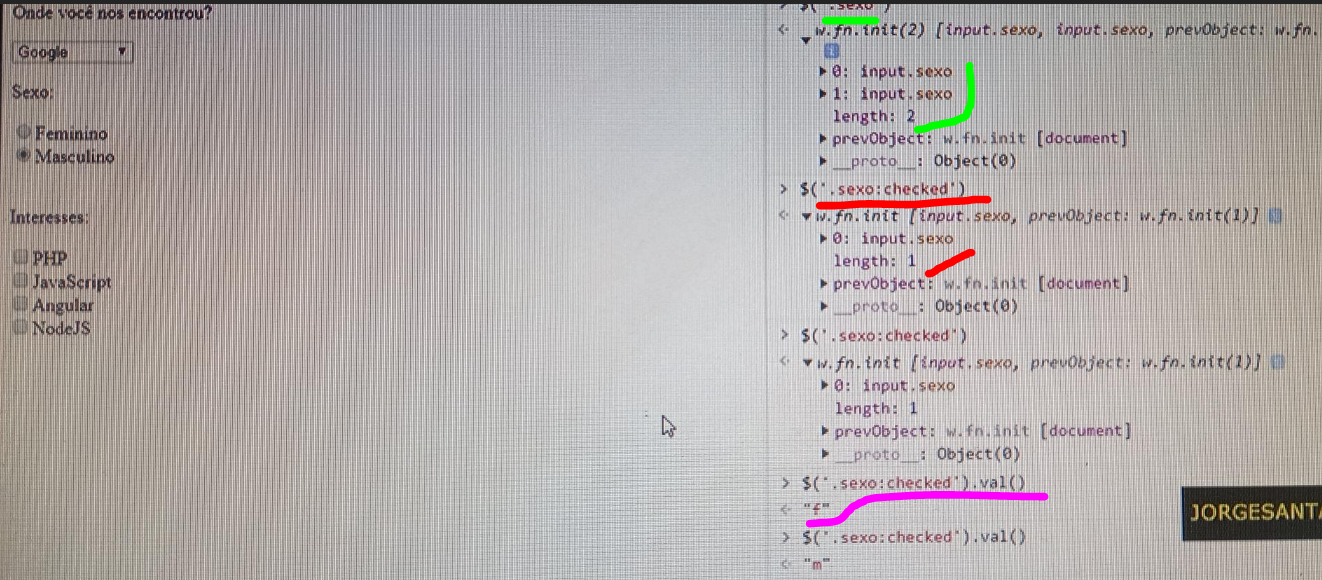 Onde você nos encontrou?
Google
Sexo:
Feminino
Masculino
Interesses:
PHP
JavaScript
Angular
NodeJS
> $('.sexo')
w.fn.init(2) [input.sexo, input.sexo, prevObject: w.fn.
0: input.sexo
1: input.sexo
length: 2
prevObject: w.fn.init [document]
__proto__: Object(0)
> $('.sexo:checked')
w.fn.init [input.sexo, prevObject: w.fn.init(1)]
0: input.sexo
length: 1
prevObject: w.fn.init [document]
__proto__: Object(0)
> $('.sexo:checked')
w.fn.init [input.sexo, prevObject: w.fn.init(1)]
0: input.sexo
length: 1
prevObject: w.fn.init [document]
__proto__: Object(0)
> $('.sexo:checked').val()
"f"
> $('.sexo:checked').val()
"m"
JORGESANTA